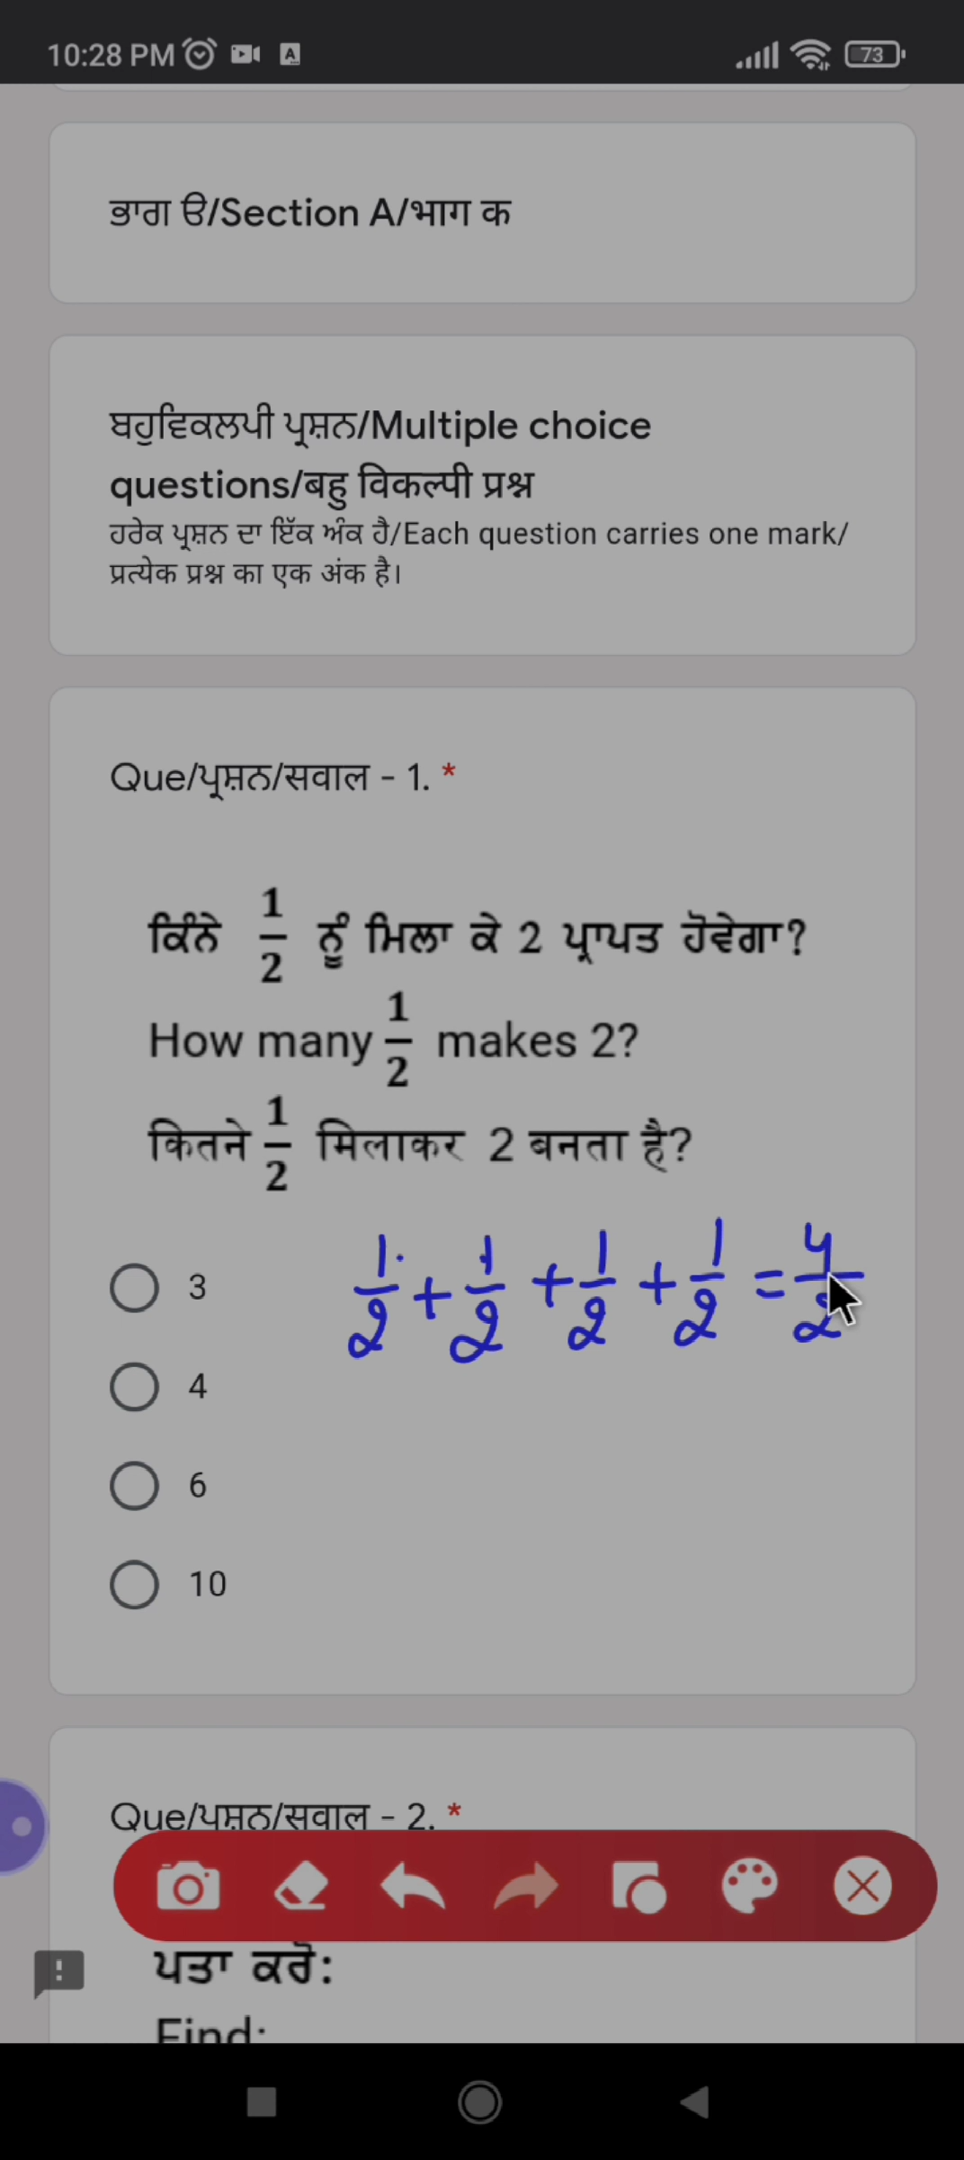 10:28 PM
73
ਭਾਗ ੳ/Section A/भाग क
ਬਹੁਵਿਕਲਪੀ ਪ੍ਰਸ਼ਨ/Multiple choice
questions/बहु विकल्पी प्रश्न
ਹਰੇਕ ਪ੍ਰਸ਼ਨ ਦਾ ਇੱਕ ਅੰਕ ਹੈ/Each question carries one mark/
प्रत्येक प्रश्न का एक अंक है।
Que/ਪ੍ਰਸ਼ਨ/सवाल - 1. *
ਕਿੰਨੇ 1/2 ਨੂੰ ਮਿਲਾ ਕੇ 2 ਪ੍ਰਾਪਤ ਹੋਵੇਗਾ?
How many 1/2 makes 2?
कितने 1/2 मिलाकर 2 बनता है?
1/2 + 1/2 + 1/2 + 1/2 = 4/2
3
4
6
10
Que/ਪ੍ਰਸ਼ਨ/सवाल - 2. *
ਪਤਾ ਕਰੋ:
Find: